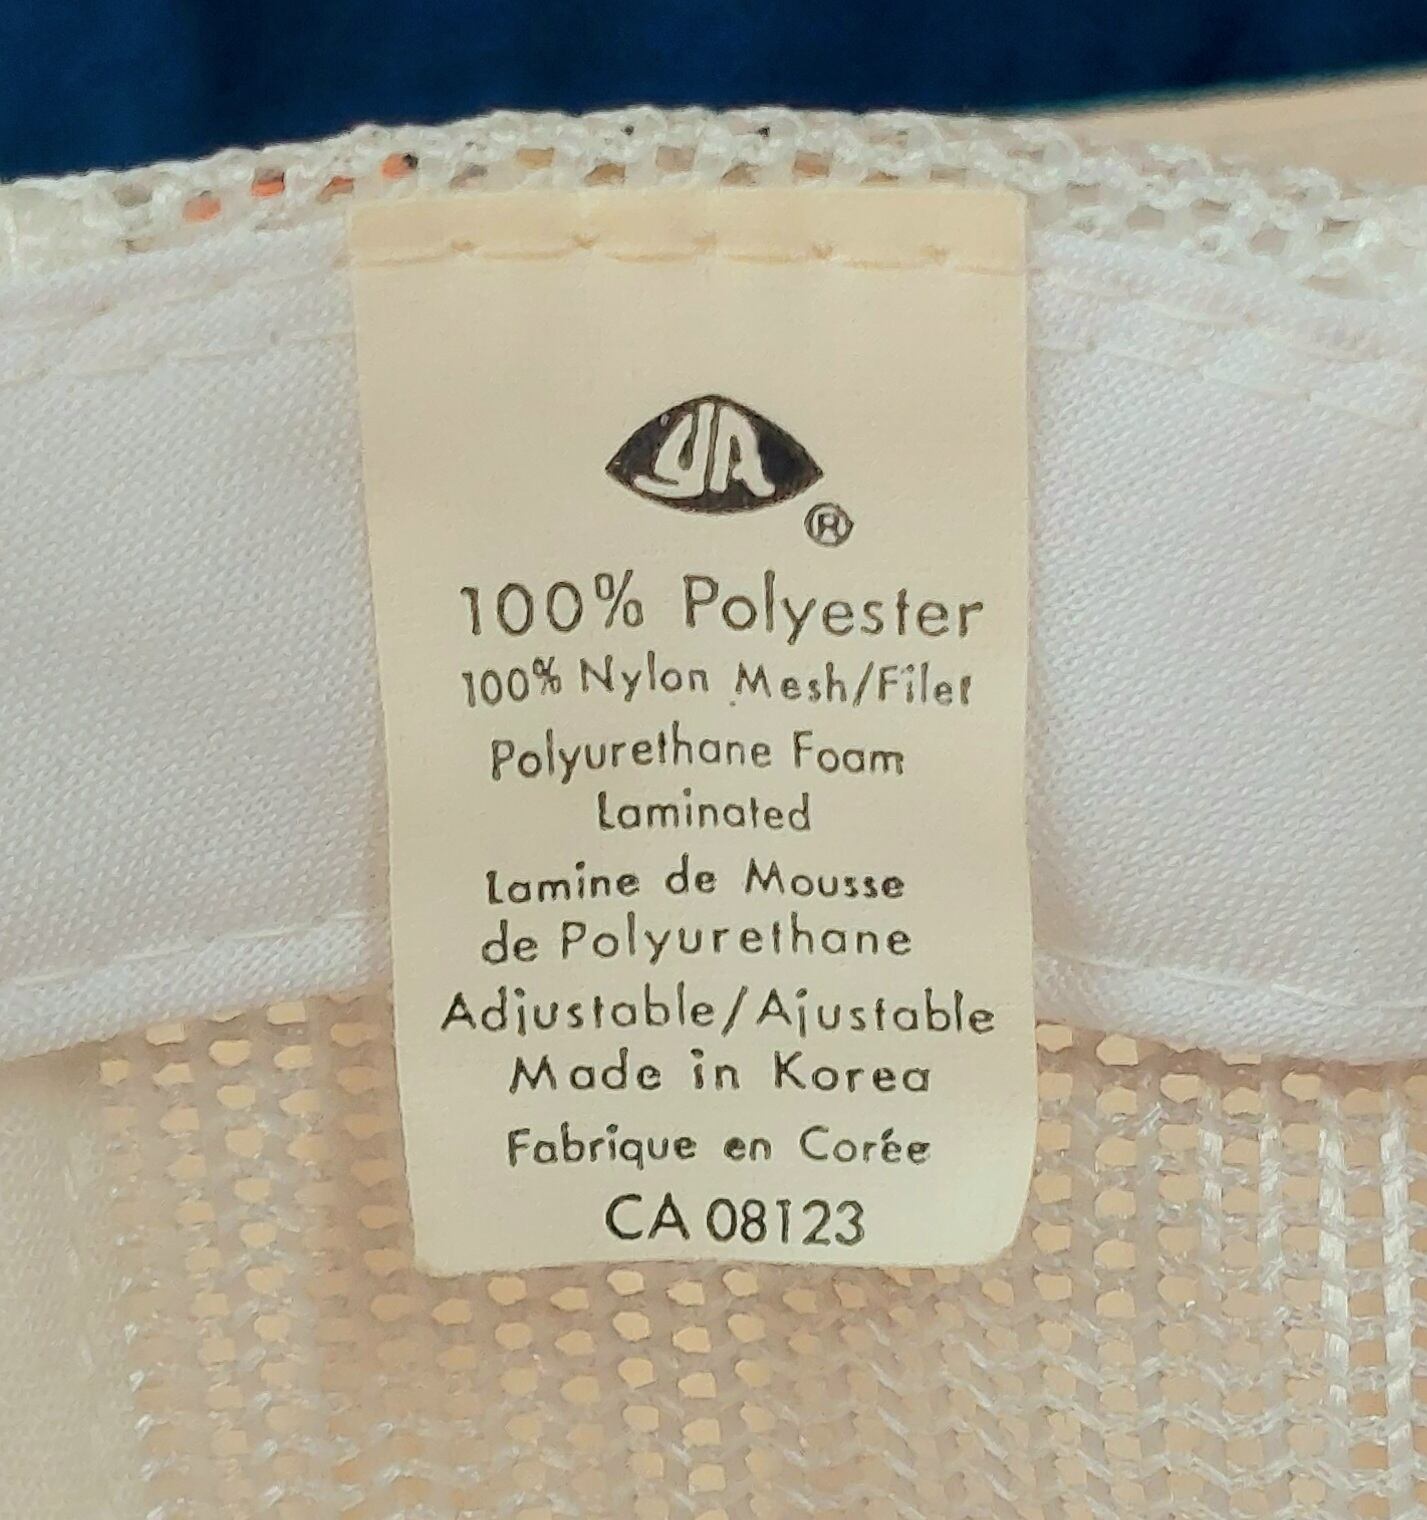 YA
®
100% Polyester
100% Nylon Mesh/Filet
Polyurethane Foam
Laminated
Lamine de Mousse
de Polyurethane
Adjustable/Ajustable
Made in Korea
Fabrique en Corée
CA 08123